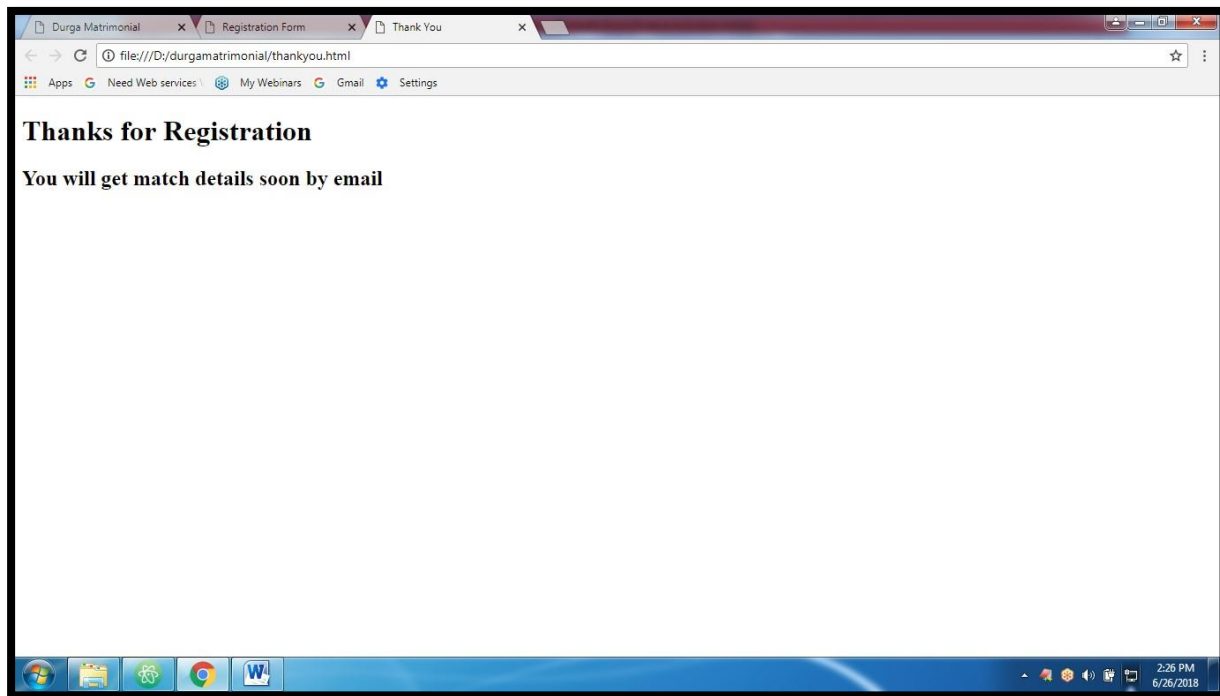 Durga Matrimonial
Registration Form
Thank You
file:///D:/durgamatrimonial/thankyou.html
Apps
Need Web services
My Webinars
Gmail
Settings
Thanks for Registration
You will get match details soon by email
2:26 PM
6/26/2018